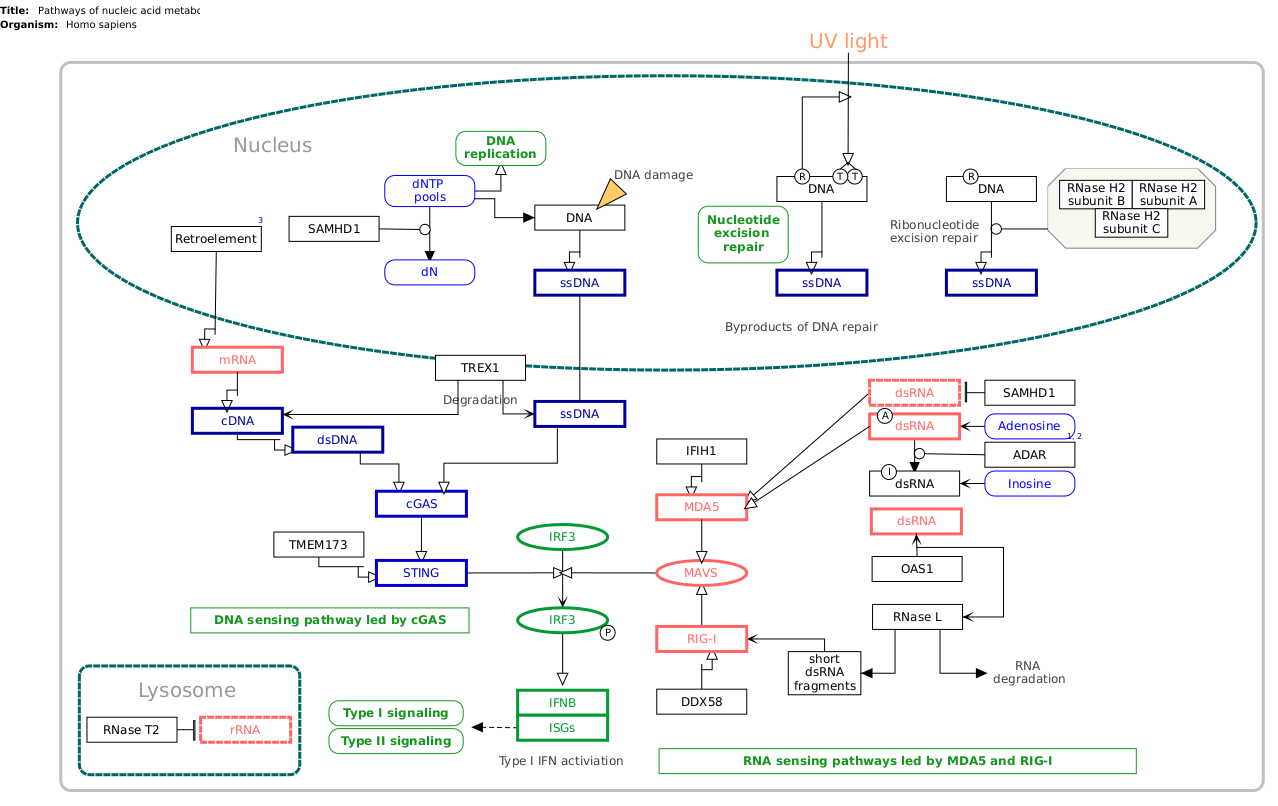 Title: Pathways of nucleic acid metabc
Organism: Homo sapiens
UV light
Nucleus
DNA
replication
dNTP
pools
DNA damage
DNA
SAMHD1
dN
ssDNA
3
Retroelement
R
T
T
DNA
Nucleotide
excision
repair
ssDNA
R
DNA
Ribonucleotide
excision repair
RNase H2
subunit B
RNase H2
subunit A
RNase H2
subunit C
ssDNA
Byproducts of DNA repair
mRNA
TREX1
Degradation
cDNA
dsDNA
ssDNA
cGAS
TMEM173
STING
IRF3
IRF3
P
DNA sensing pathway led by cGAS
IFIH1
MDA5
MAVS
RIG-I
DDX58
dsRNA
SAMHD1
A
dsRNA
Adenosine
1, 2
ADAR
I
dsRNA
Inosine
dsRNA
OAS1
RNase L
short
dsRNA
fragments
RNA
degradation
Lysosome
RNase T2
rRNA
Type I signaling
Type II signaling
IFNB
ISGs
Type I IFN activiation
RNA sensing pathways led by MDA5 and RIG-I